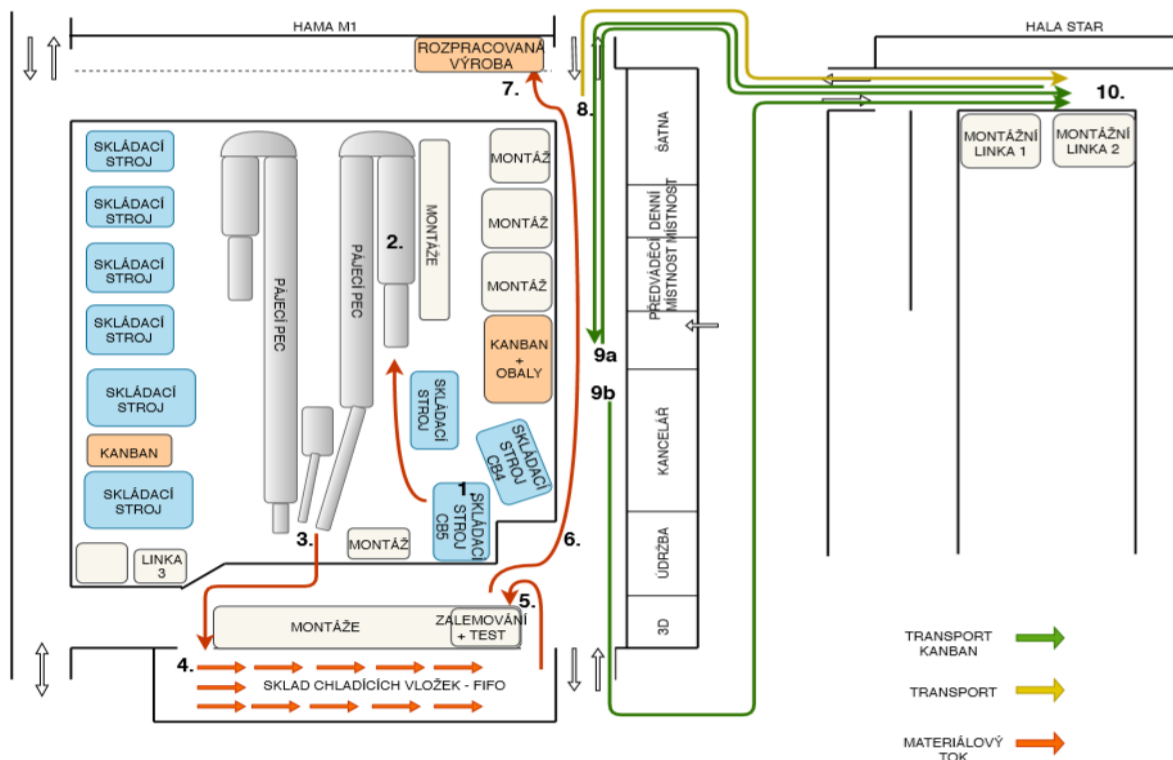 HAMA M1
HALA STAR
ROZPRACOVANÁ
VÝROBA
7.
8.
10.
SKLÁDACÍ
STROJ
SKLÁDACÍ
STROJ
SKLÁDACÍ
STROJ
SKLÁDACÍ
STROJ
SKLÁDACÍ
STROJ
KANBAN
SKLÁDACÍ
STROJ
LINKA
3
PÁJECÍ PEC
PÁJECÍ PEC
2.
MONTÁŽE
MONTÁŽ
MONTÁŽ
MONTÁŽ
KANBAN
+
OBALY
SKLÁDACÍ
STROJ
SKLÁDACÍ
STROJ
CB4
1.
SKLÁDACÍ
STROJ
CB5
3.
MONTÁŽ
6.
5.
MONTÁŽE
ZALEMOVÁNÍ
+ TEST
4.
SKLAD CHLADÍCÍCH VLOŽEK - FIFO
9a
9b
ŠATNA
DENNÍ
MÍSTNOST
PŘEDVÁDĚCÍ
MÍSTNOST
KANCELÁŘ
ÚDRŽBA
3D
MONTÁŽNÍ
LINKA 1
MONTÁŽNÍ
LINKA 2
TRANSPORT
KANBAN
TRANSPORT
MATERIÁLOVÝ
TOK